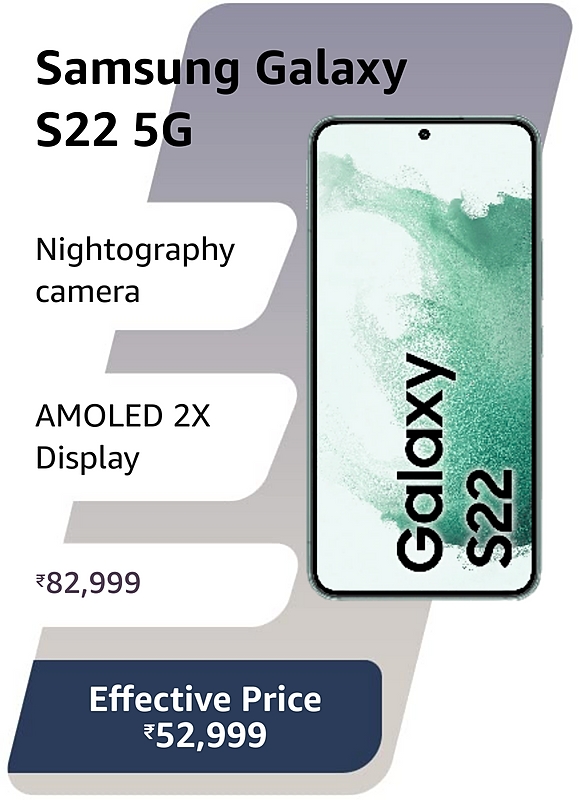 Samsung Galaxy
S22 5G
Nightography
camera
AMOLED 2X
Display
₹82,999
Galaxy
S22
Effective Price
₹52,999